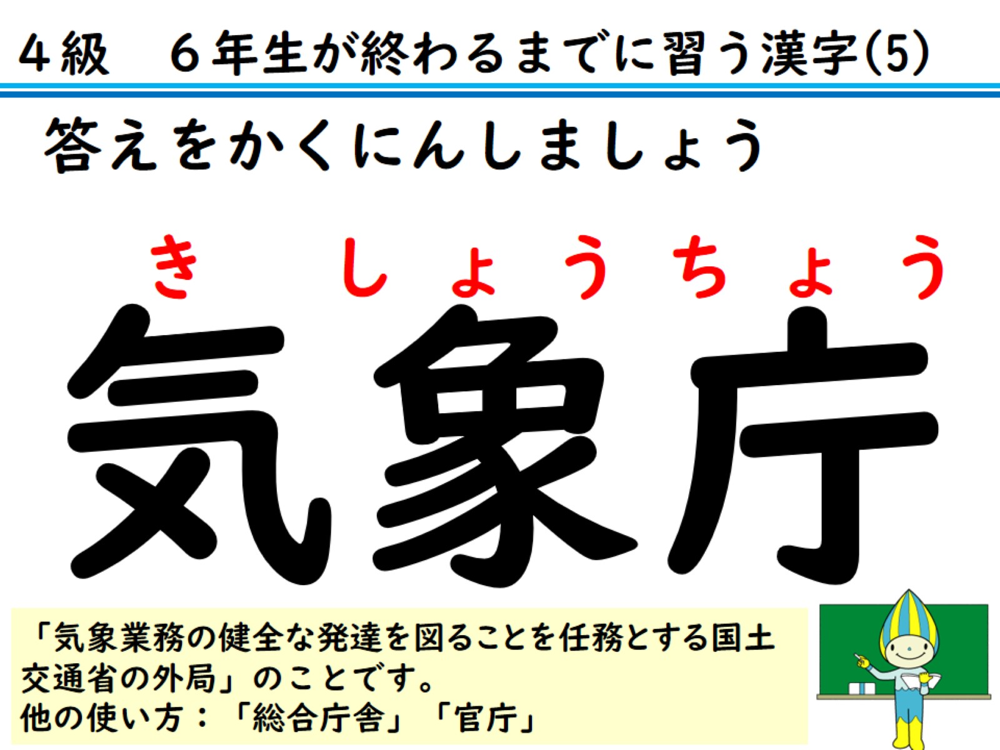 ４級　６年生が終わるまでに習う漢字(5)
答えをかくにんしましょう
き しょう ちょう
気象庁
「気象業務の健全な発達を図ることを任務とする国土
交通省の外局」のことです。
他の使い方：「総合庁舎」「官庁」